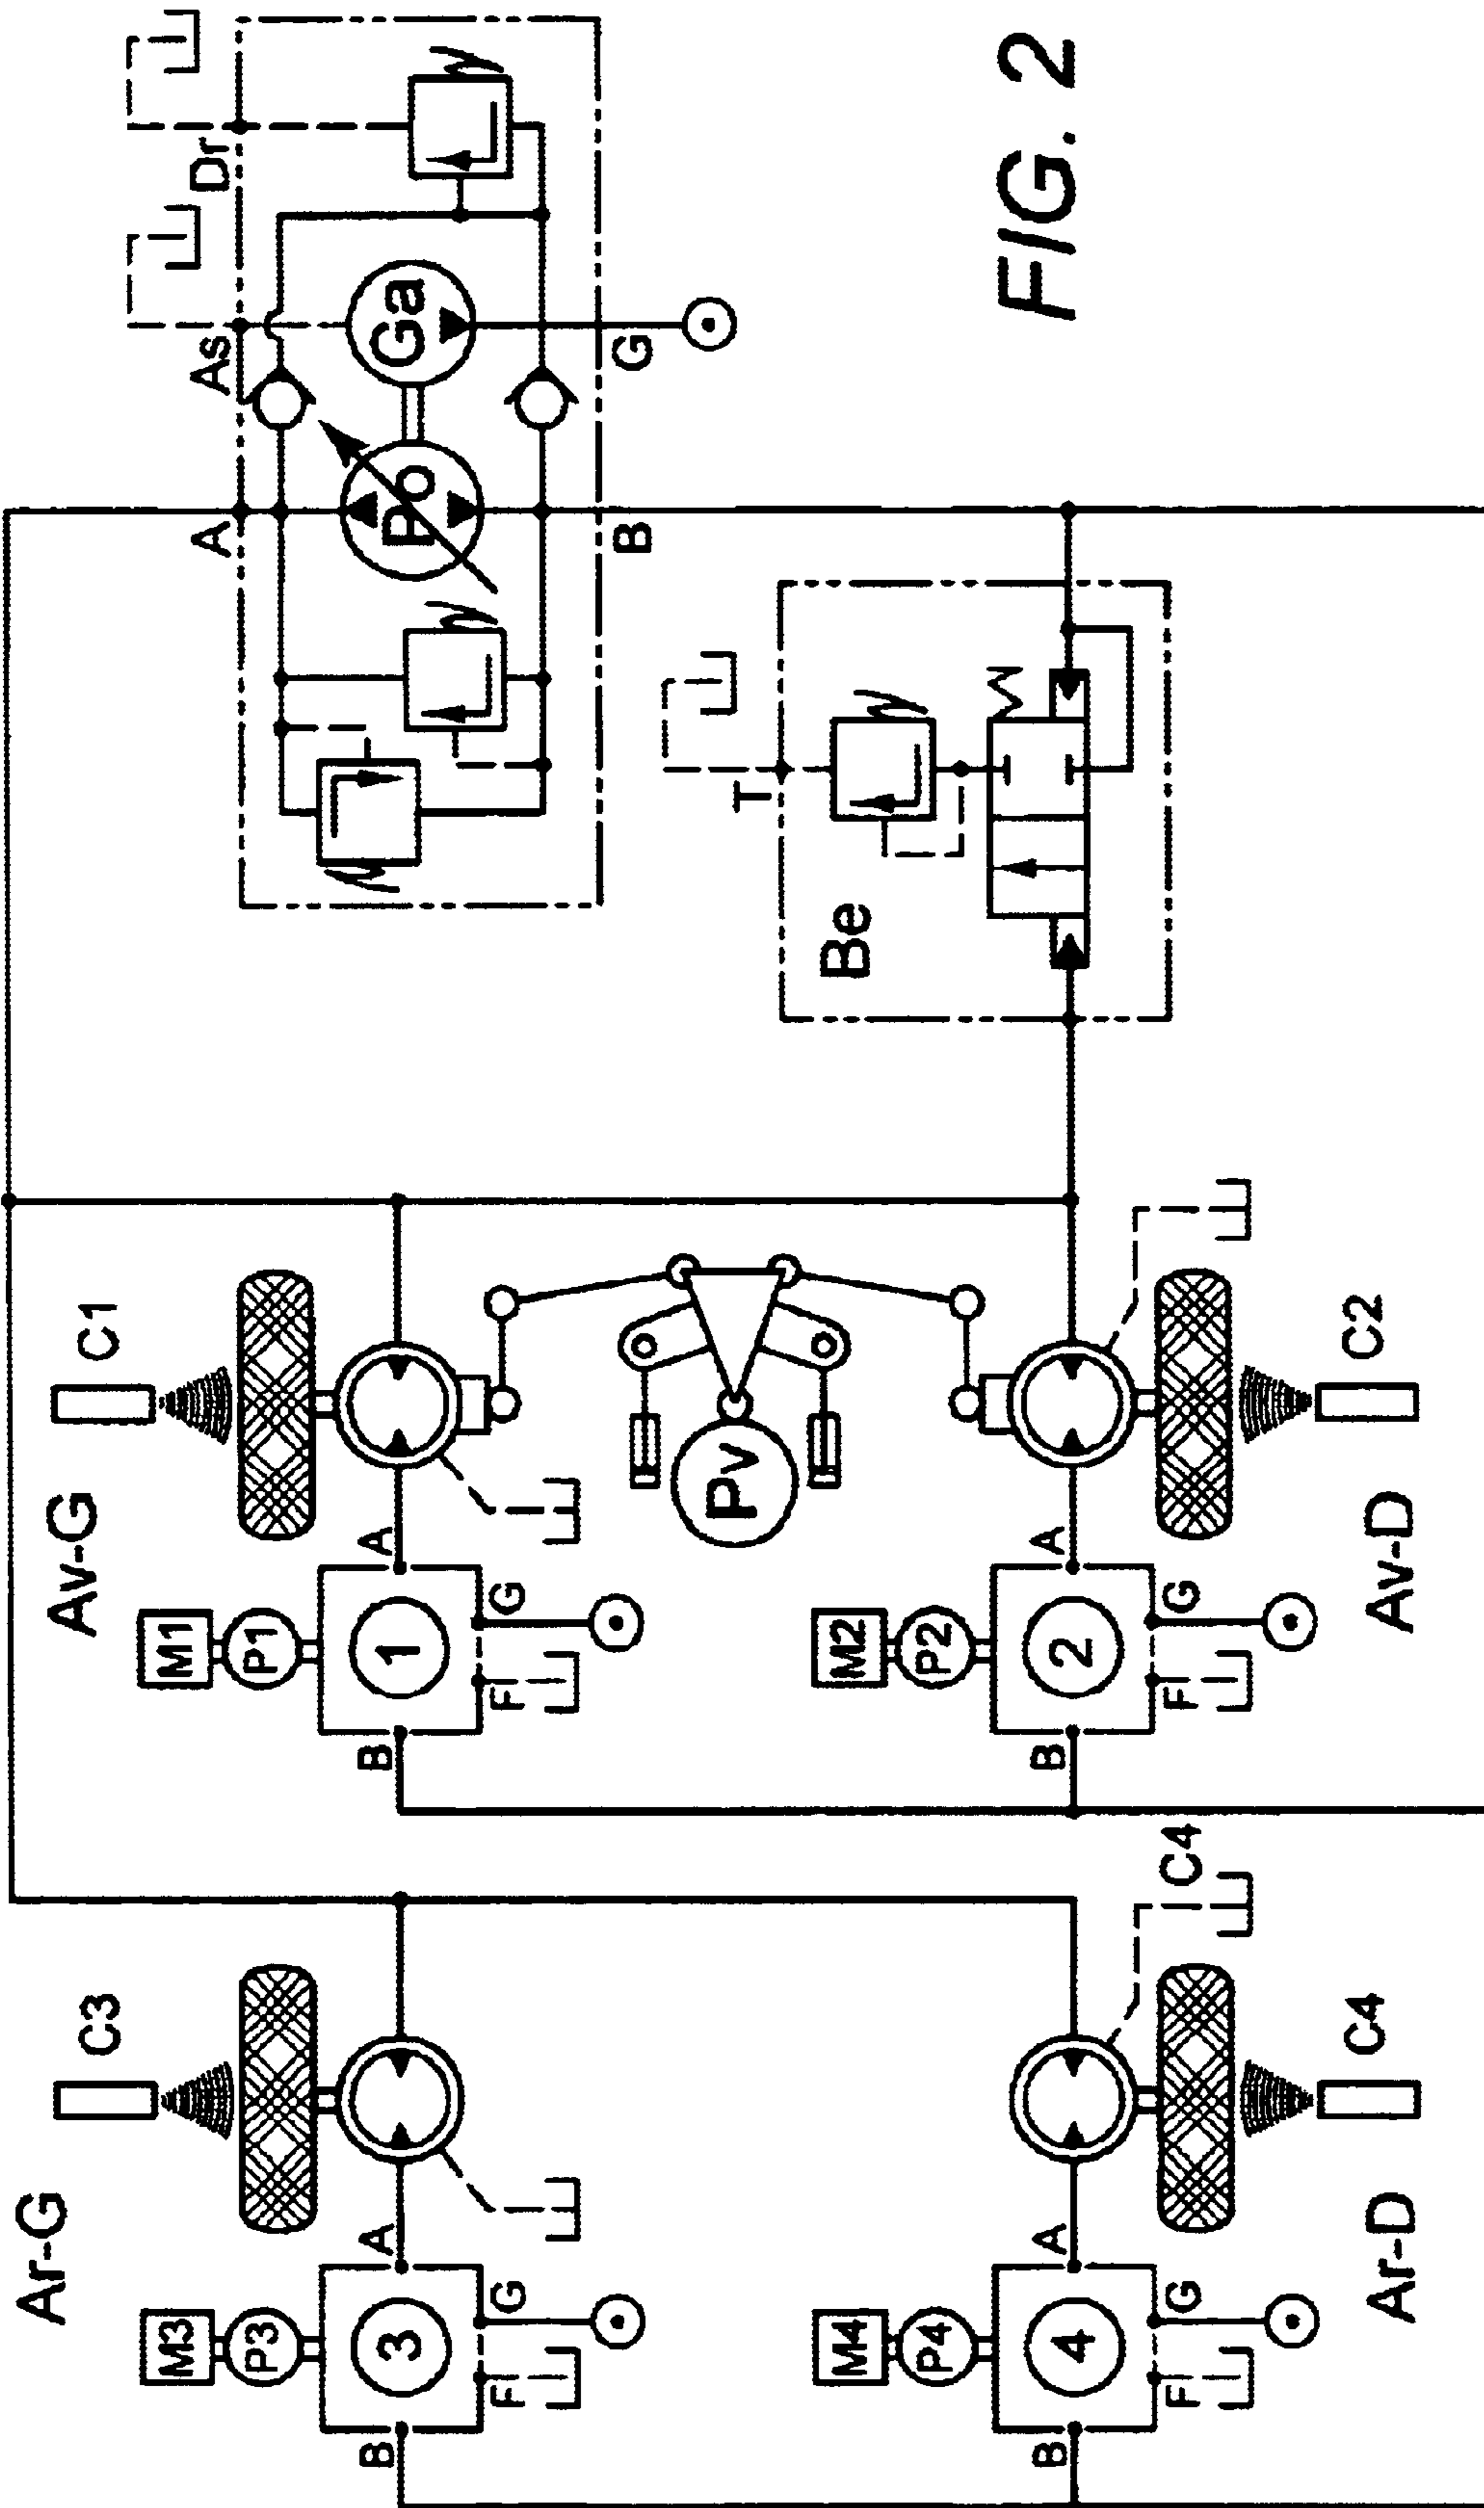 FIG. 2
Ar-G
C3
M3
P3
3
A
B
F
G
Av-G
C1
M1
P1
1
A
B
F
G
Pv
Ar-D
C4
C4
M4
P4
4
A
B
F
G
Av-D
C2
M2
P2
2
A
B
F
G
A
As
Dr
Po
Ga
B
G
Be
T